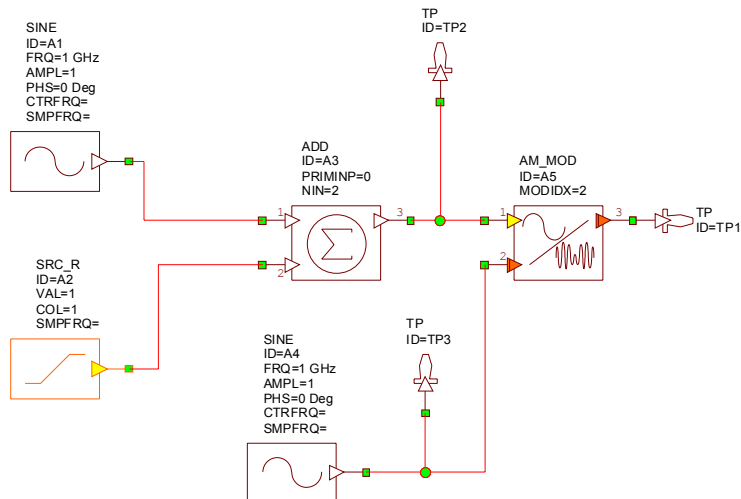 SINE
ID=A1
FRQ=1 GHz
AMPL=1
PHS=0 Deg
CTRFRQ=
SMPFRQ=
TP
ID=TP2
ADD
ID=A3
PRIMINP=0
NIN=2
1
2
3
Σ
AM_MOD
ID=A5
MODIDX=2
1
2
3
TP
ID=TP1
SRC_R
ID=A2
VAL=1
COL=1
SMPFRQ=
SINE
ID=A4
FRQ=1 GHz
AMPL=1
PHS=0 Deg
CTRFRQ=
SMPFRQ=
TP
ID=TP3